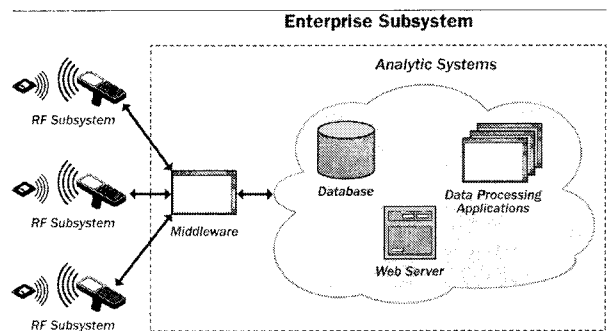 Enterprise Subsystem
Analytic Systems
RF Subsystem
Database
Data Processing
Applications
RF Subsystem
Middleware
Web Server
RF Subsystem